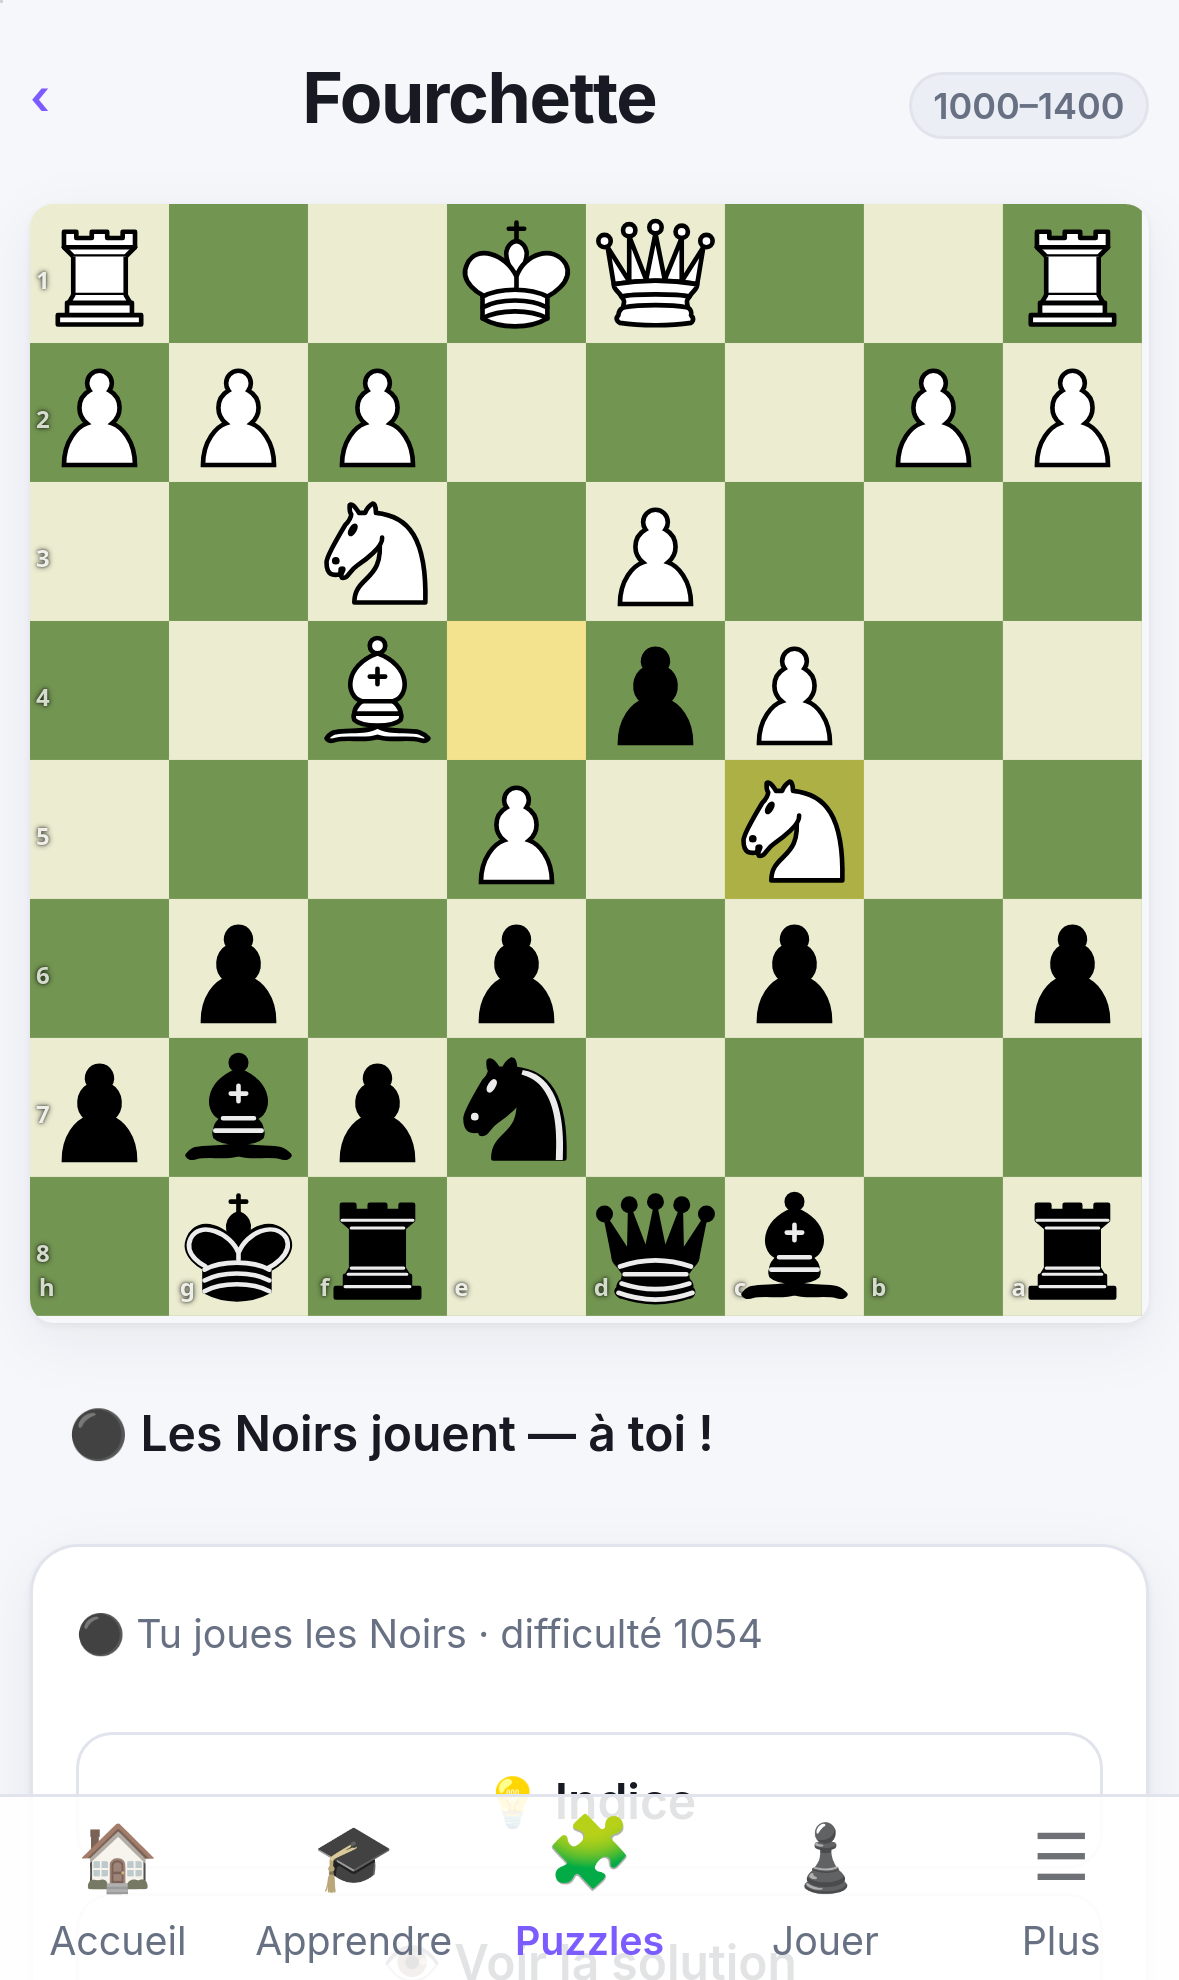 ‹ Fourchette 1000–1400
1
2
3
4
5
6
7
8
h g f e d c b a
Les Noirs jouent — à toi !
Tu joues les Noirs · difficulté 1054
Indice
Voir la solution
Accueil Apprendre Puzzles Jouer Plus